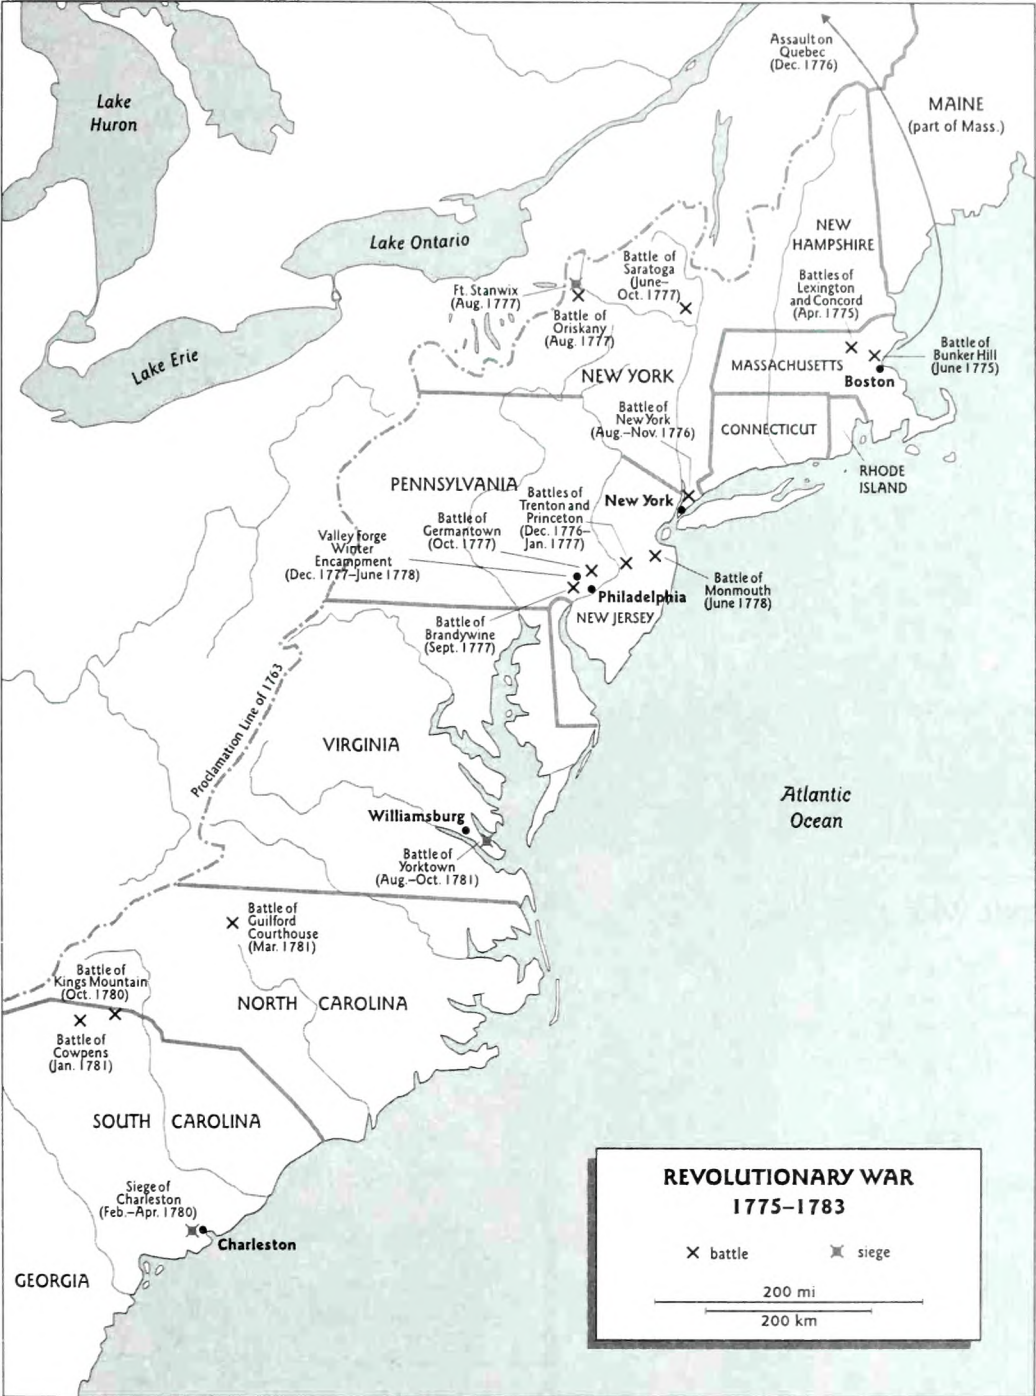 Assault on
Quebec
(Dec. 1776)
Lake
Huron
MAINE
(part of Mass.)
Lake Ontario
NEW
HAMPSHIRE
Battle of
Saratoga
(June–
Oct. 1777)
Ft. Stanwix
(Aug. 1777)
Battles of
Lexington
and Concord
(Apr. 1775)
Battle of
Oriskany
(Aug. 1777)
Lake Erie
Battle of
Bunker Hill
(June 1775)
MASSACHUSETTS
Boston
NEW YORK
Battle of
New York
(Aug.–Nov. 1776)
CONNECTICUT
RHODE
ISLAND
PENNSYLVANIA
New York
Battles of
Trenton and
Princeton
(Dec. 1776–
Jan. 1777)
Battle of
Germantown
(Oct. 1777)
Valley Forge
Winter
Encampment
(Dec. 1777–June 1778)
Battle of
Monmouth
(June 1778)
Philadelphia
NEW JERSEY
Battle of
Brandywine
(Sept. 1777)
Proclamation Line of 1763
VIRGINIA
Atlantic
Ocean
Williamsburg
Battle of
Yorktown
(Aug.–Oct. 1781)
Battle of
Guilford
Courthouse
(Mar. 1781)
Battle of
Kings Mountain
(Oct. 1780)
NORTH CAROLINA
Battle of
Cowpens
(Jan. 1781)
SOUTH CAROLINA
Siege of
Charleston
(Feb.–Apr. 1780)
Charleston
GEORGIA
REVOLUTIONARY WAR
1775–1783
battle
siege
200 mi
200 km